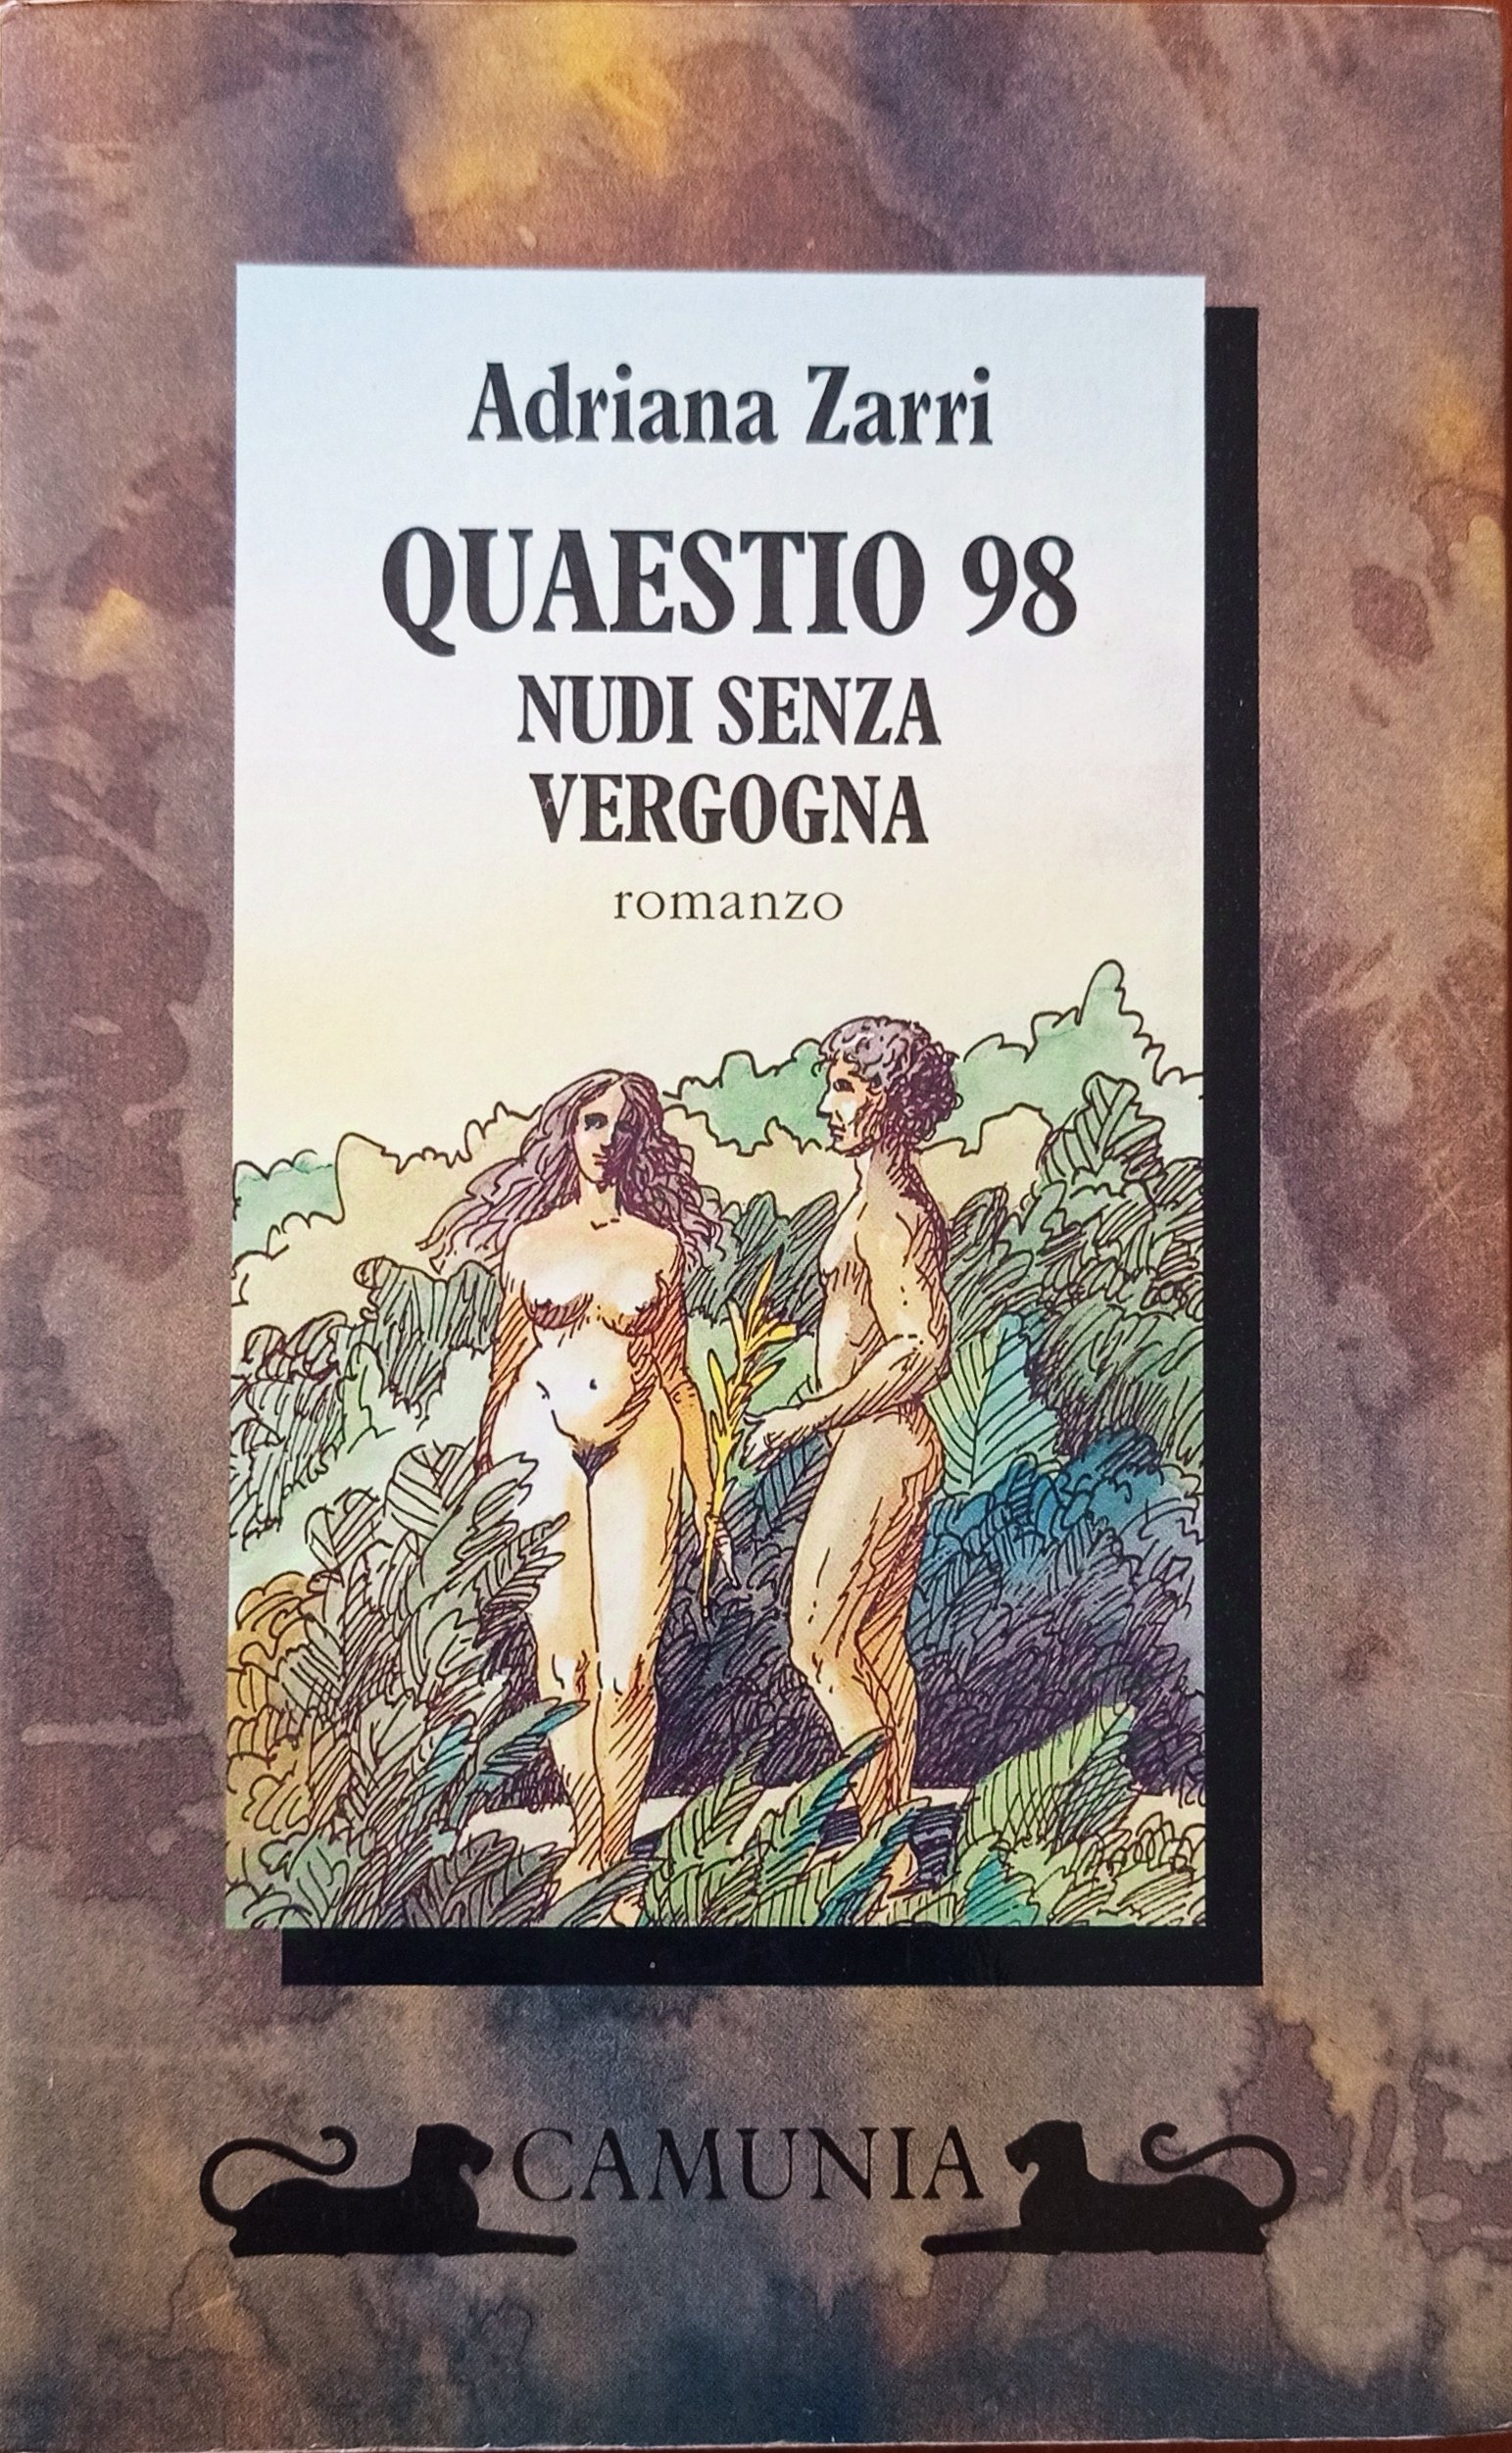 Adriana Zarri
QUAESTIO 98
NUDI SENZA
VERGOGNA
romanzo
CAMUNIA